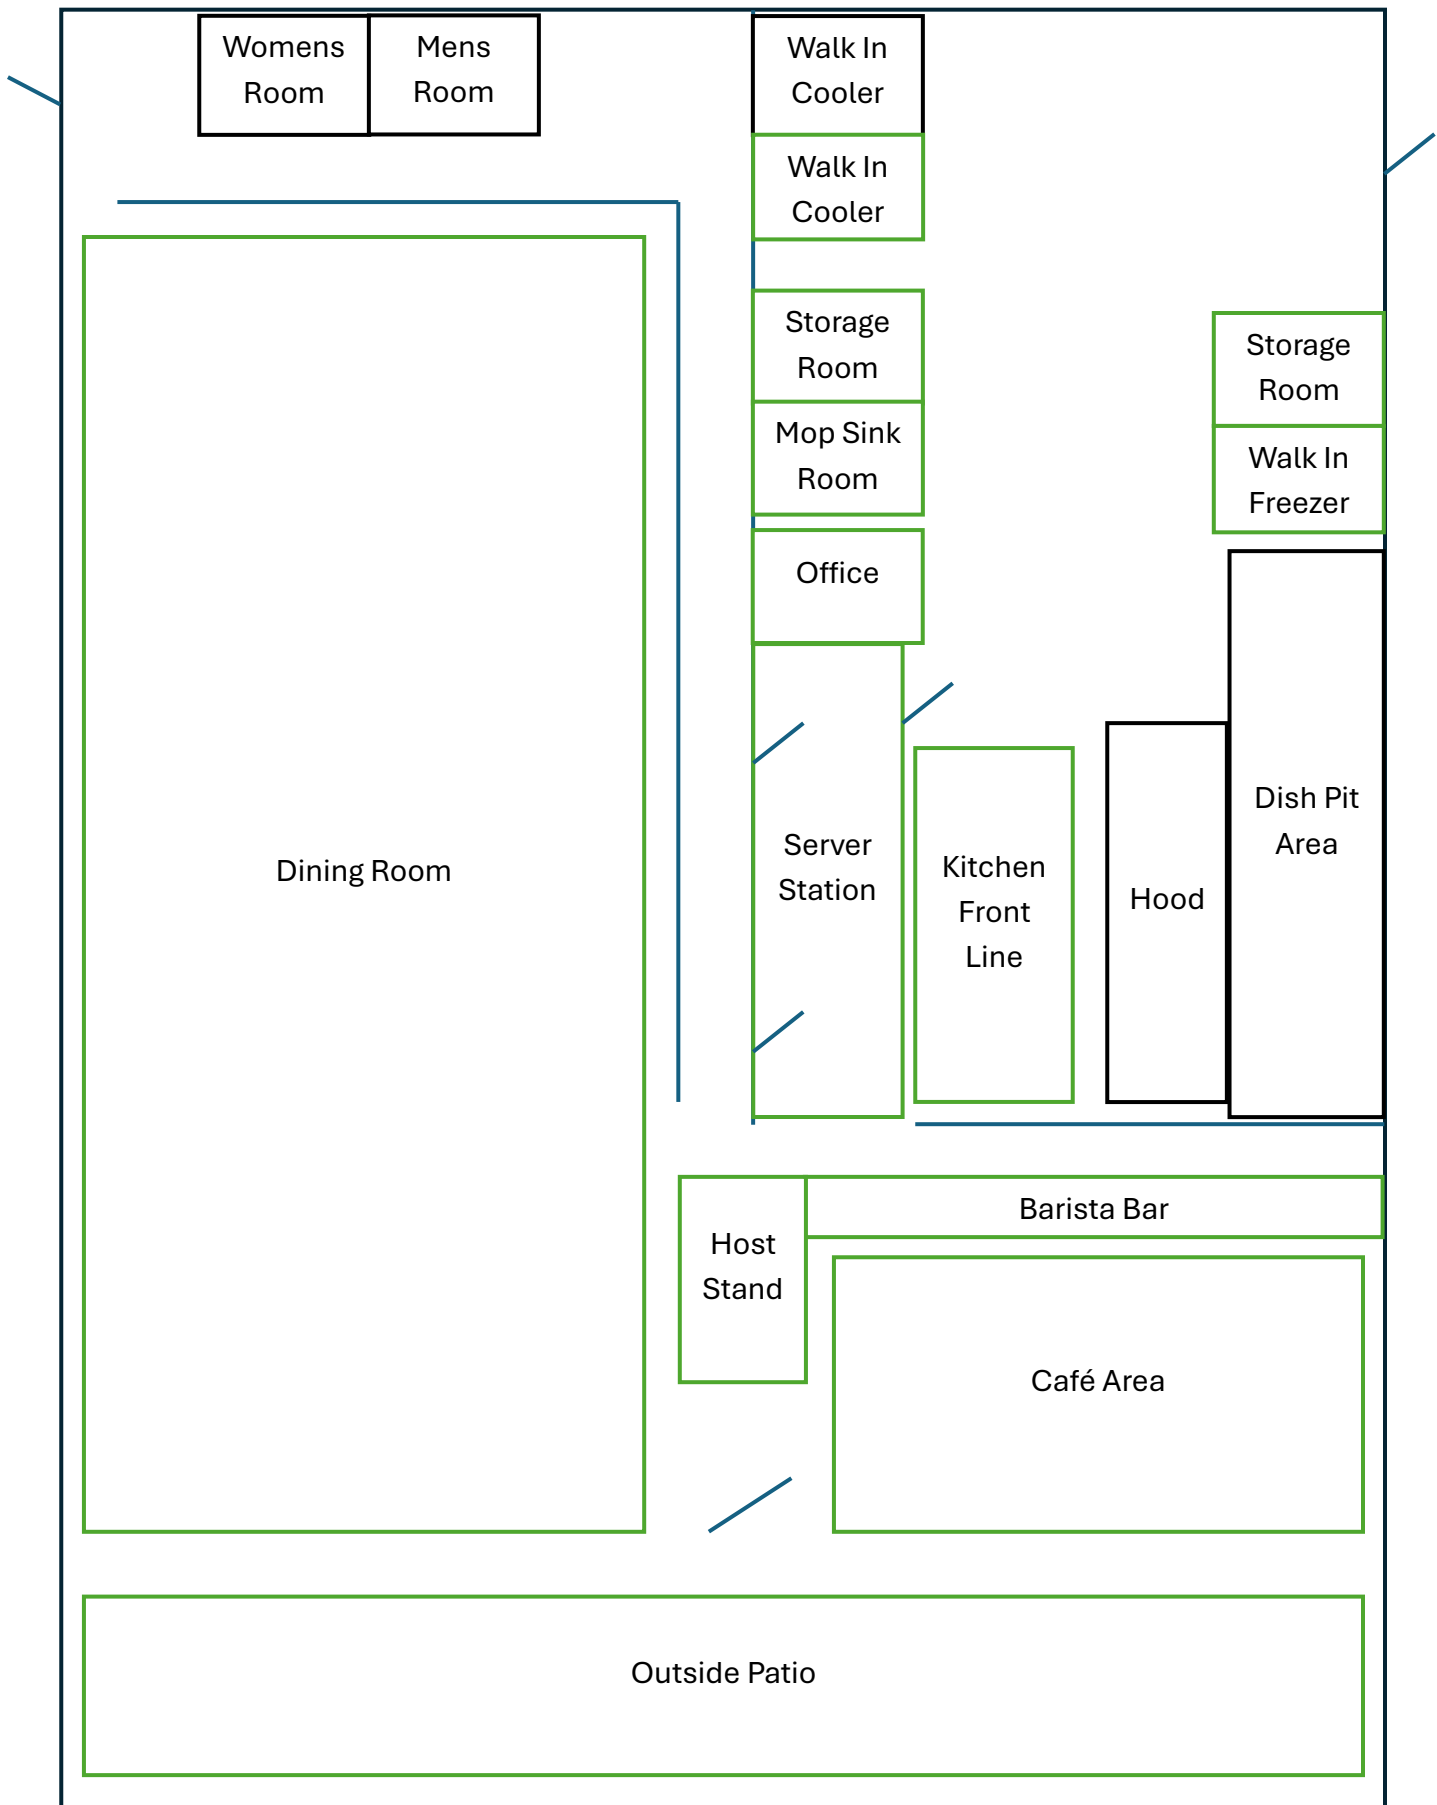 Womens
Room
Mens
Room
Walk In
Cooler
Walk In
Cooler
Storage
Room
Mop Sink
Room
Storage
Room
Walk In
Freezer
Office
Dining Room
Server
Station
Kitchen
Front
Line
Hood
Dish Pit
Area
Host
Stand
Barista Bar
Café Area
Outside Patio